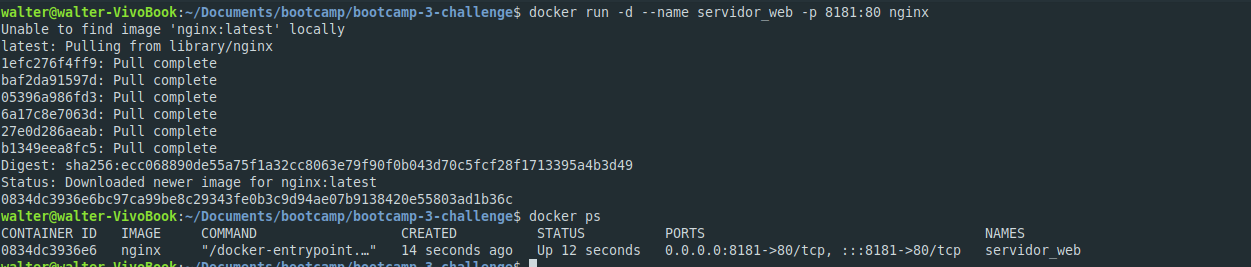 walter@walter-VivoBook:~/Documents/bootcamp/bootcamp-3-challenge$ docker run -d --name servidor_web -p 8181:80 nginx
Unable to find image 'nginx:latest' locally
latest: Pulling from library/nginx
1efc276f4ff9: Pull complete
baf2da91597d: Pull complete
05396a986fd3: Pull complete
6a17c8e7063d: Pull complete
27e0d286aeab: Pull complete
b1349eea8fc5: Pull complete
Digest: sha256:ecc068890de55a75f1a32cc8063e79f90f0b043d70c5fcf28f1713395a4b3d49
Status: Downloaded newer image for nginx:latest
0834dc3936e6bc97ca99be8c29343fe0b3c9d94ae07b9138420e55803ad1b36c
walter@walter-VivoBook:~/Documents/bootcamp/bootcamp-3-challenge$ docker ps
CONTAINER ID   IMAGE     COMMAND                  CREATED          STATUS          PORTS                                   NAMES
0834dc3936e6   nginx     "/docker-entrypoint.…"   14 seconds ago   Up 12 seconds   0.0.0.0:8181->80/tcp, :::8181->80/tcp   servidor_web
walter@walter-VivoBook:~/Documents/bootcamp/bootcamp-3-challenge$